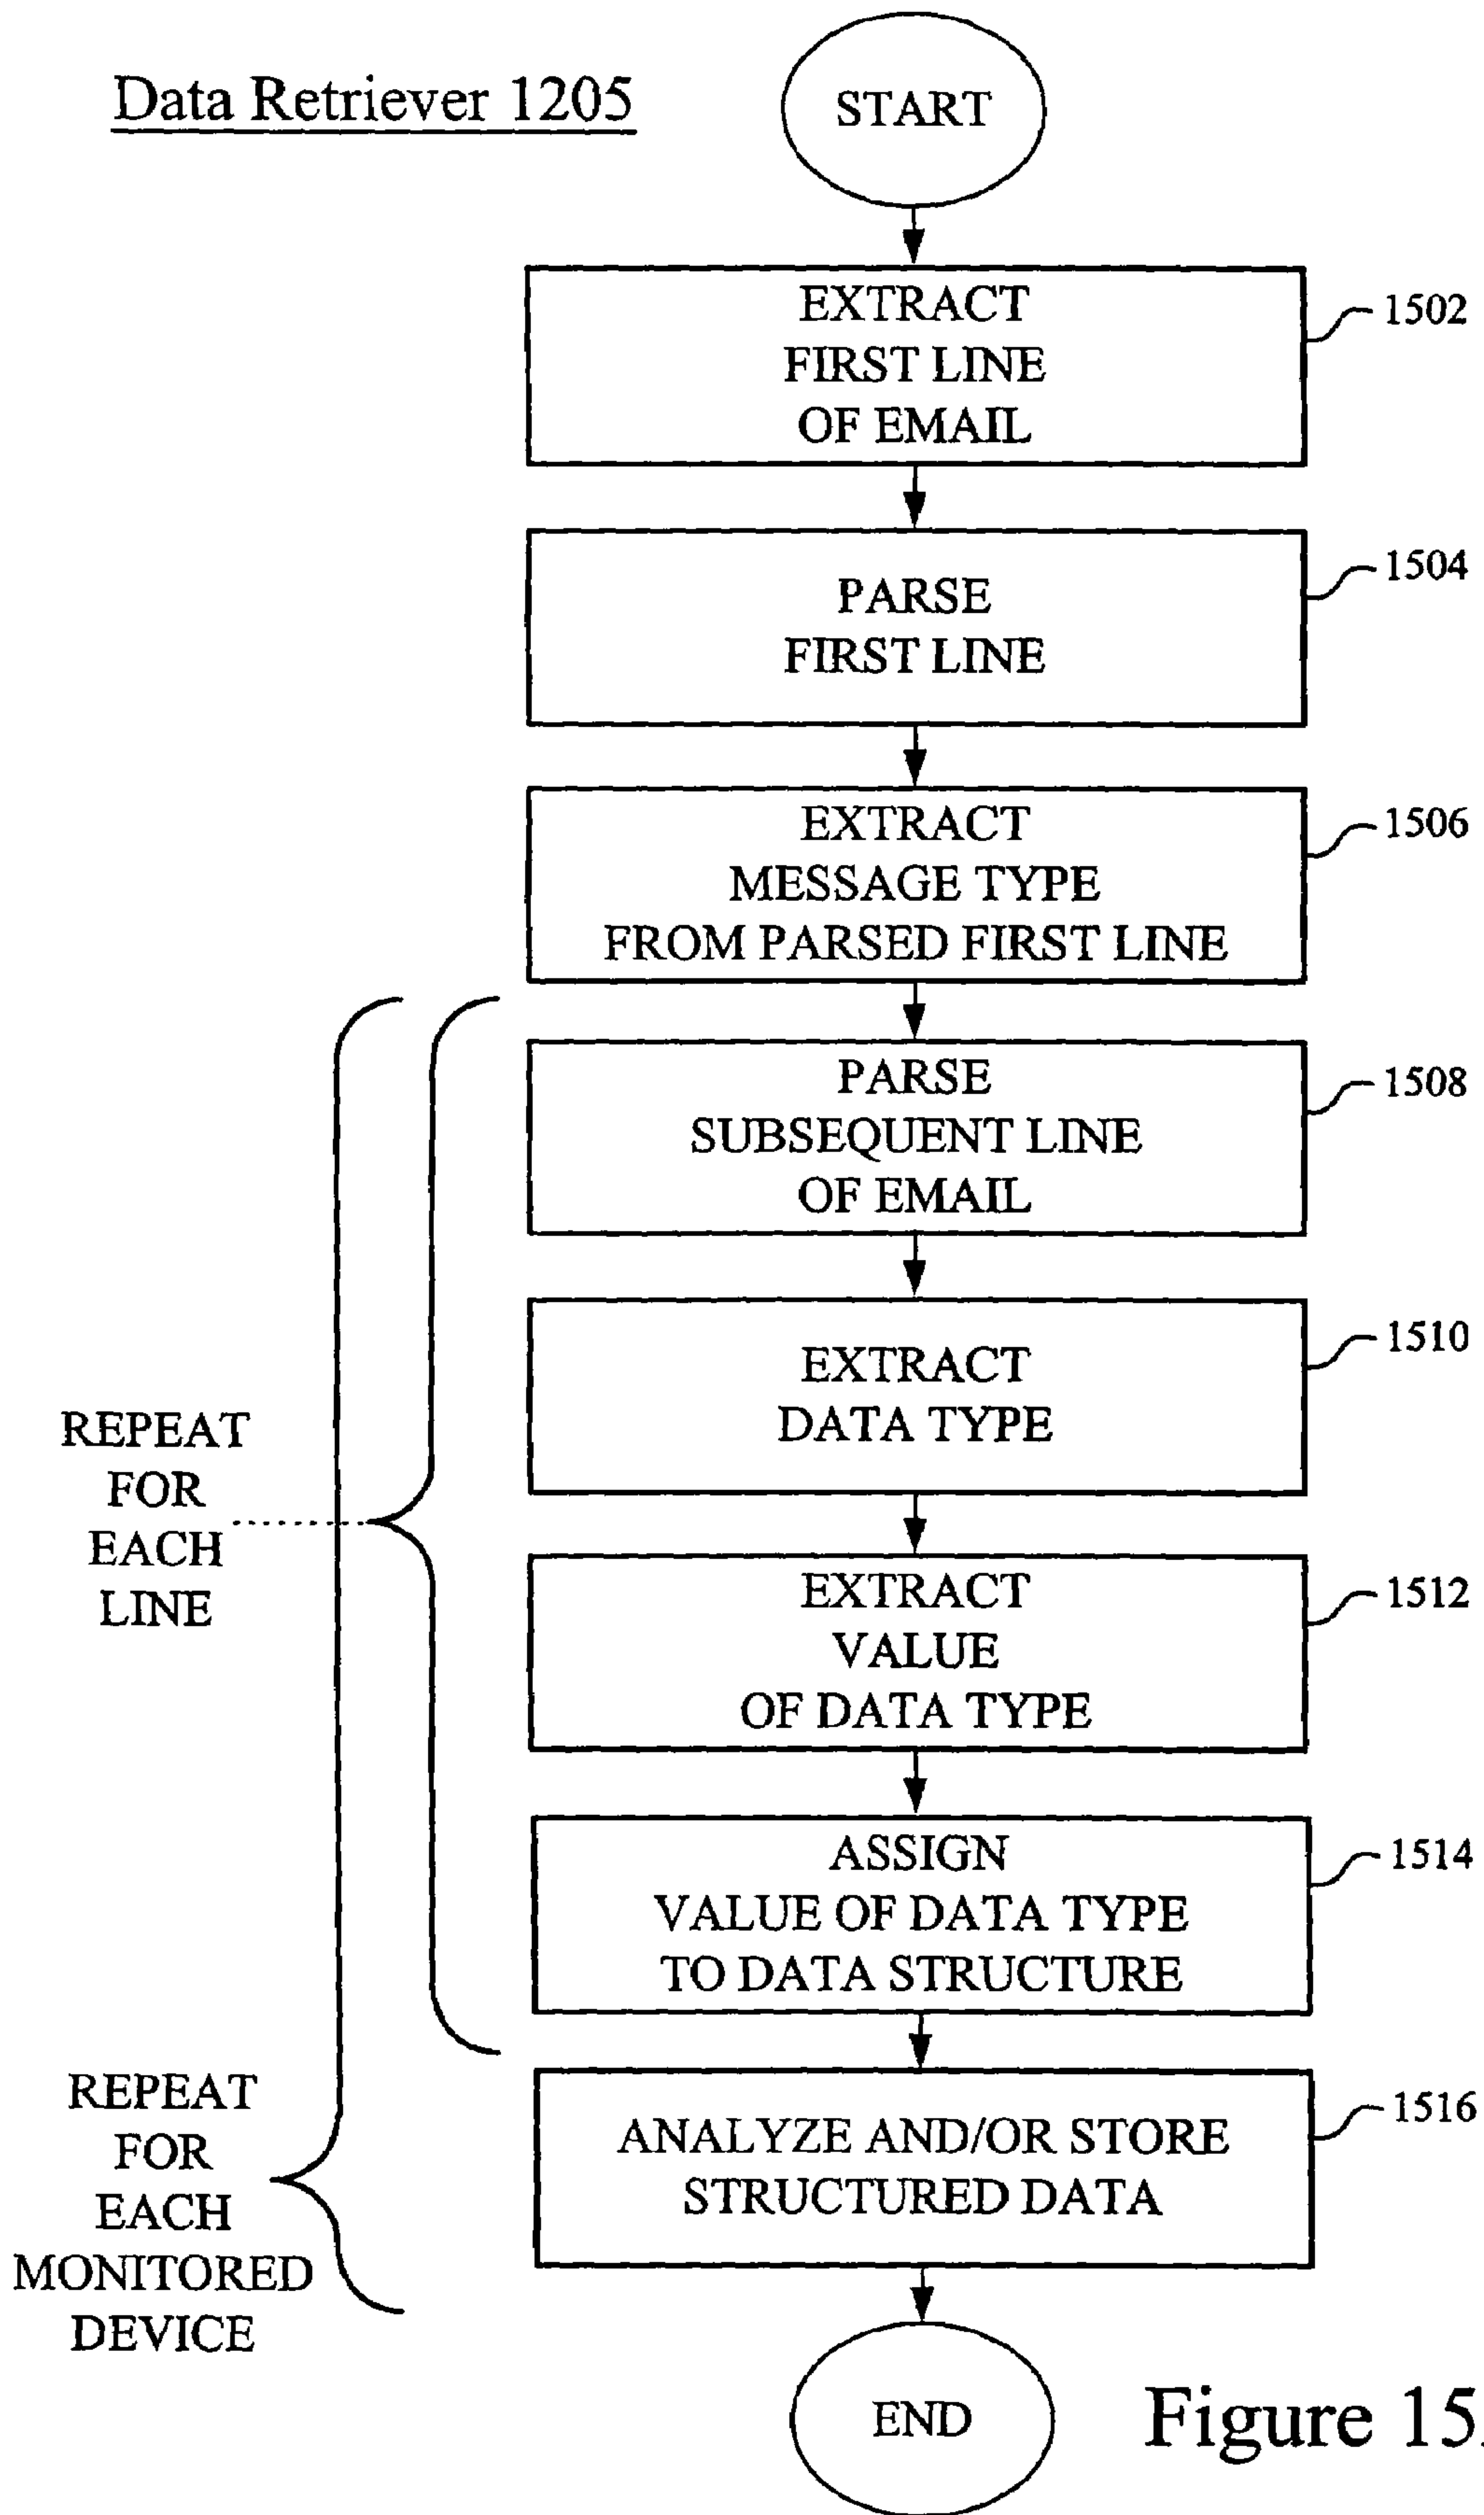 Data Retriever 1205
START
EXTRACT
FIRST LINE
OF EMAIL
1502
PARSE
FIRST LINE
1504
EXTRACT
MESSAGE TYPE
FROM PARSED FIRST LINE
1506
PARSE
SUBSEQUENT LINE
OF EMAIL
1508
EXTRACT
DATA TYPE
1510
REPEAT
FOR
EACH
LINE
EXTRACT
VALUE
OF DATA TYPE
1512
ASSIGN
VALUE OF DATA TYPE
TO DATA STRUCTURE
1514
REPEAT
FOR
EACH
MONITORED
DEVICE
ANALYZE AND/OR STORE
STRUCTURED DATA
1516
END
Figure 15